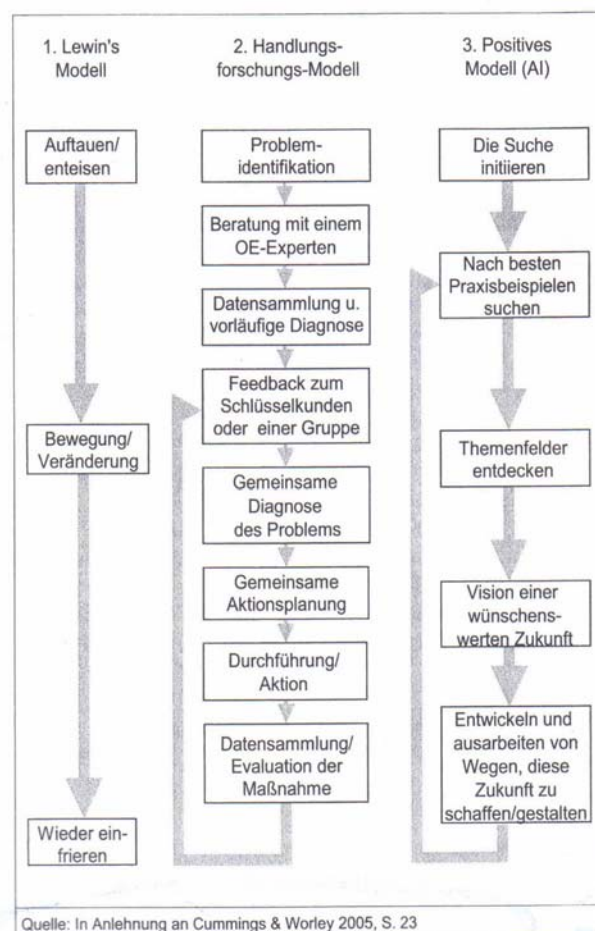 1. Lewin's
Modell
Auftauen/
enteisen
Bewegung/
Veränderung
Wieder ein-
frieren
2. Handlungs-
forschungs-Modell
Problem-
identifikation
Beratung mit einem
OE-Experten
Datensammlung u.
vorläufige Diagnose
Feedback zum
Schlüsselkunden
oder einer Gruppe
Gemeinsame
Diagnose
des Problems
Gemeinsame
Aktionsplanung
Durchführung/
Aktion
Datensammlung/
Evaluation der
Maßnahme
3. Positives
Modell (AI)
Die Suche
initiieren
Nach besten
Praxisbeispielen
suchen
Themenfelder
entdecken
Vision einer
wünschens-
werten Zukunft
Entwickeln und
ausarbeiten von
Wegen, diese
Zukunft zu
schaffen/gestalten
Quelle: In Anlehnung an Cummings & Worley 2005, S. 23